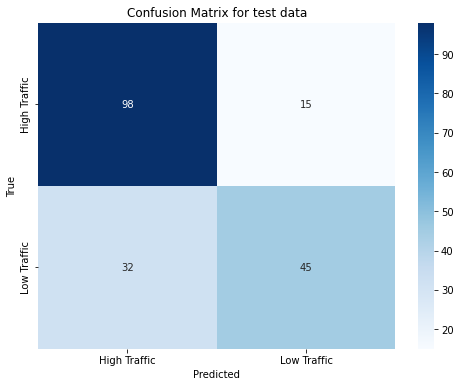 Confusion Matrix for test data
True
High Traffic
98
15
Low Traffic
32
45
High Traffic
Low Traffic
Predicted
90
80
70
60
50
40
30
20